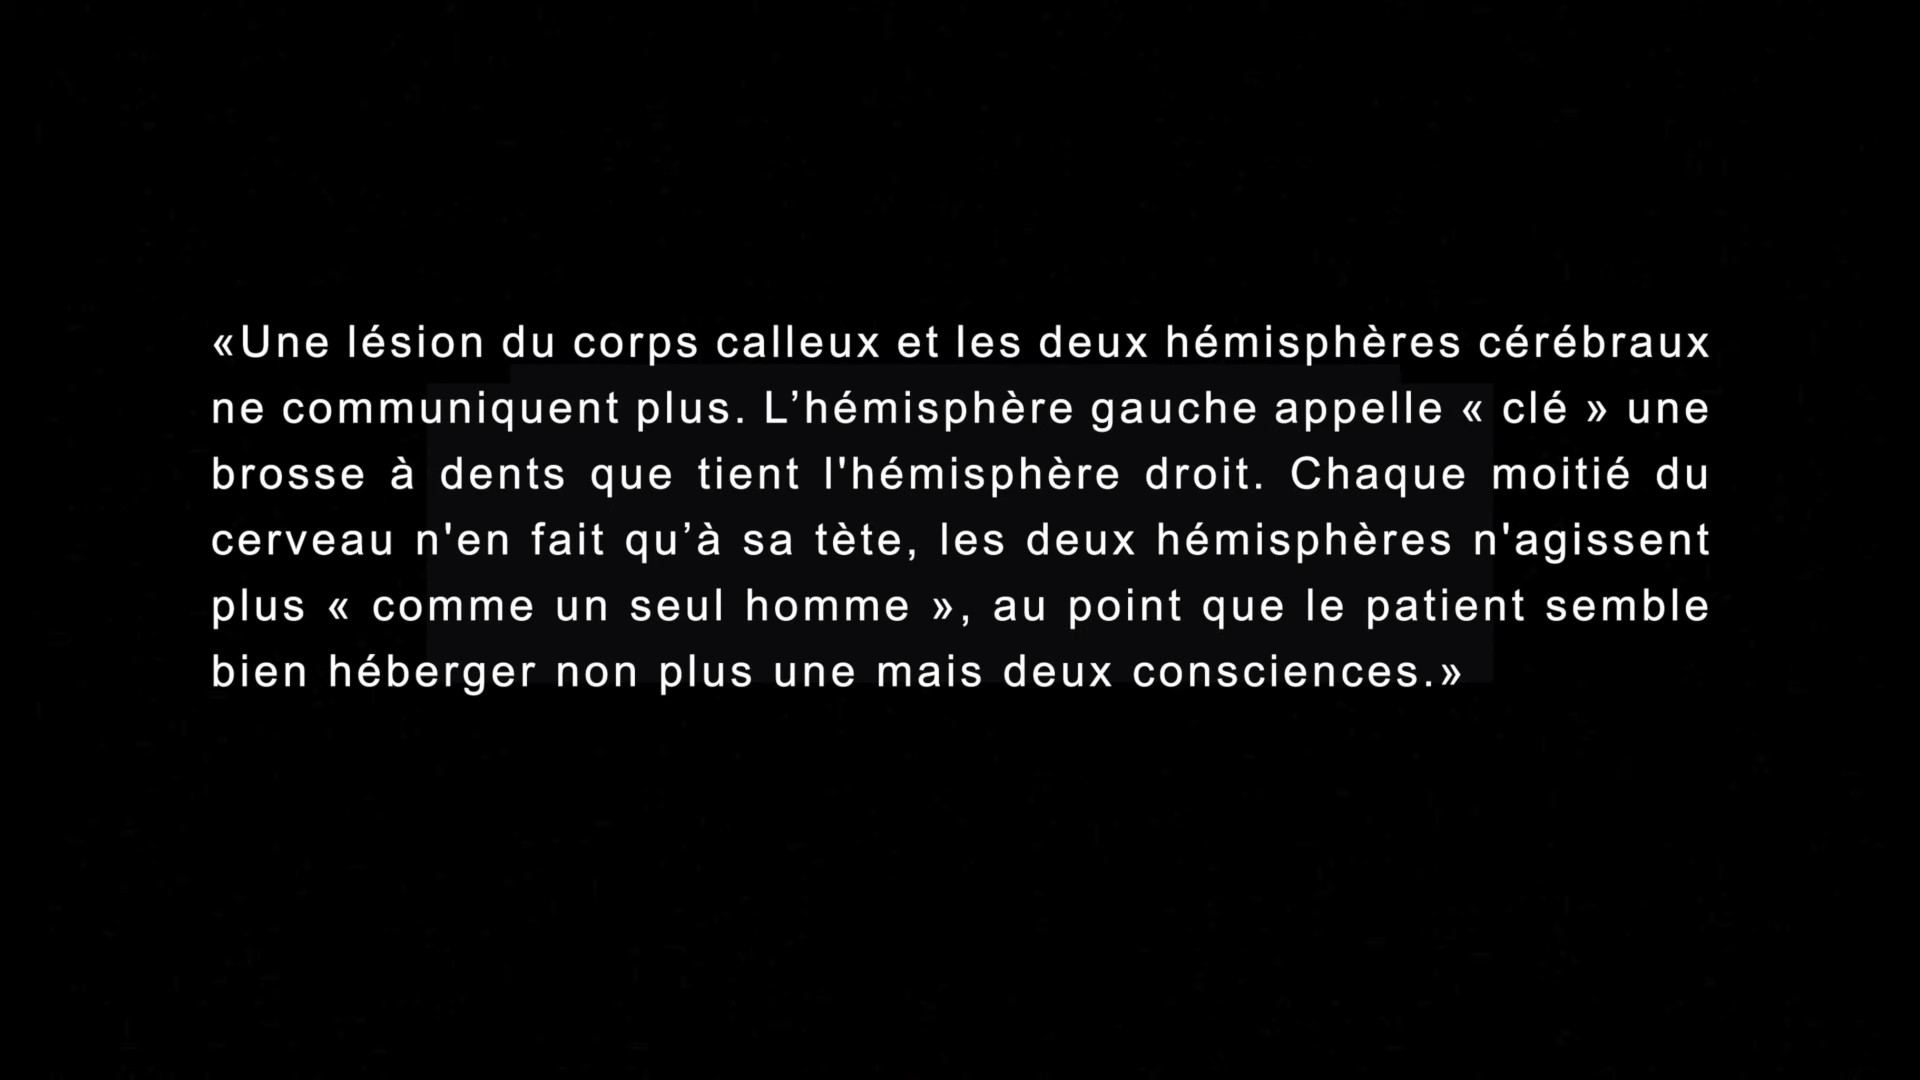 «Une lésion du corps calleux et les deux hémisphères cérébraux
ne communiquent plus. L’hémisphère gauche appelle « clé » une
brosse à dents que tient l'hémisphère droit. Chaque moitié du
cerveau n'en fait qu’à sa tète, les deux hémisphères n'agissent
plus « comme un seul homme », au point que le patient semble
bien héberger non plus une mais deux consciences.»